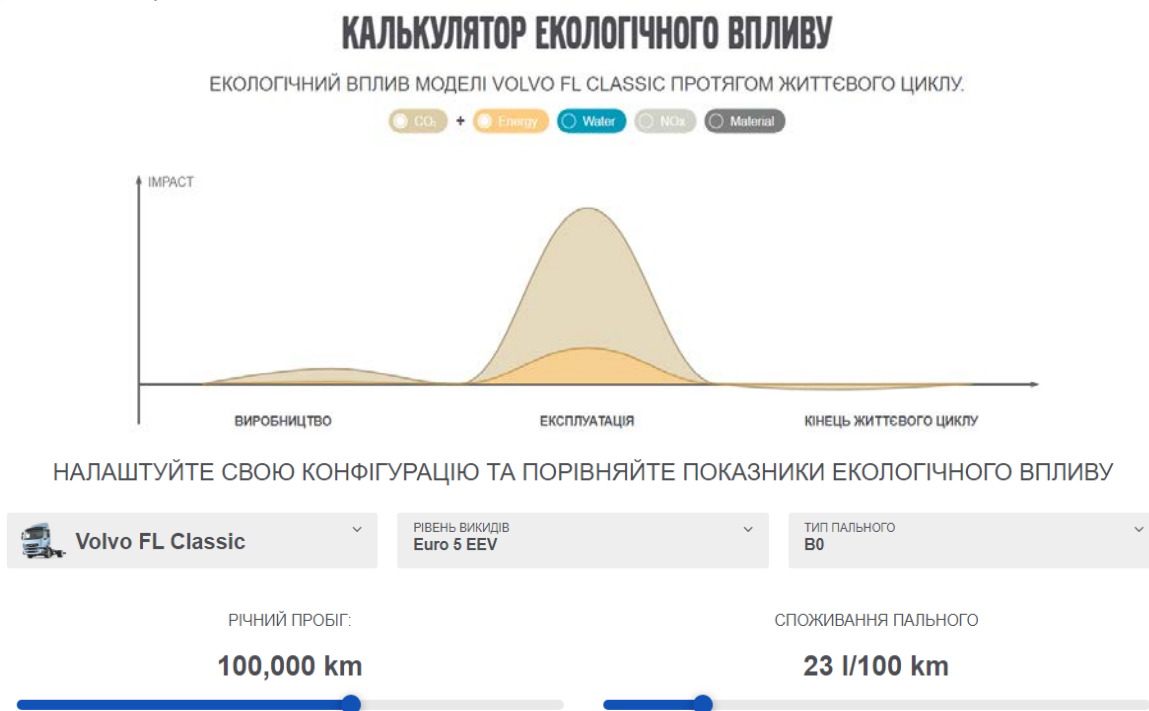 КАЛЬКУЛЯТОР ЕКОЛОГІЧНОГО ВПЛИВУ
ЕКОЛОГІЧНИЙ ВПЛИВ МОДЕЛІ VOLVO FL CLASSIC ПРОТЯГОМ ЖИТТЄВОГО ЦИКЛУ.
CO₂ + Energy Water NOx Material
IMPACT
ВИРОБНИЦТВО ЕКСПЛУАТАЦІЯ КІНЕЦЬ ЖИТТЄВОГО ЦИКЛУ
НАЛАШТУЙТЕ СВОЮ КОНФІГУРАЦІЮ ТА ПОРІВНЯЙТЕ ПОКАЗНИКИ ЕКОЛОГІЧНОГО ВПЛИВУ
Volvo FL Classic
РІВЕНЬ ВИКИДІВ
Euro 5 EEV
ТИП ПАЛЬНОГО
B0
РІЧНИЙ ПРОБІГ:
100,000 km
СПОЖИВАННЯ ПАЛЬНОГО
23 l/100 km